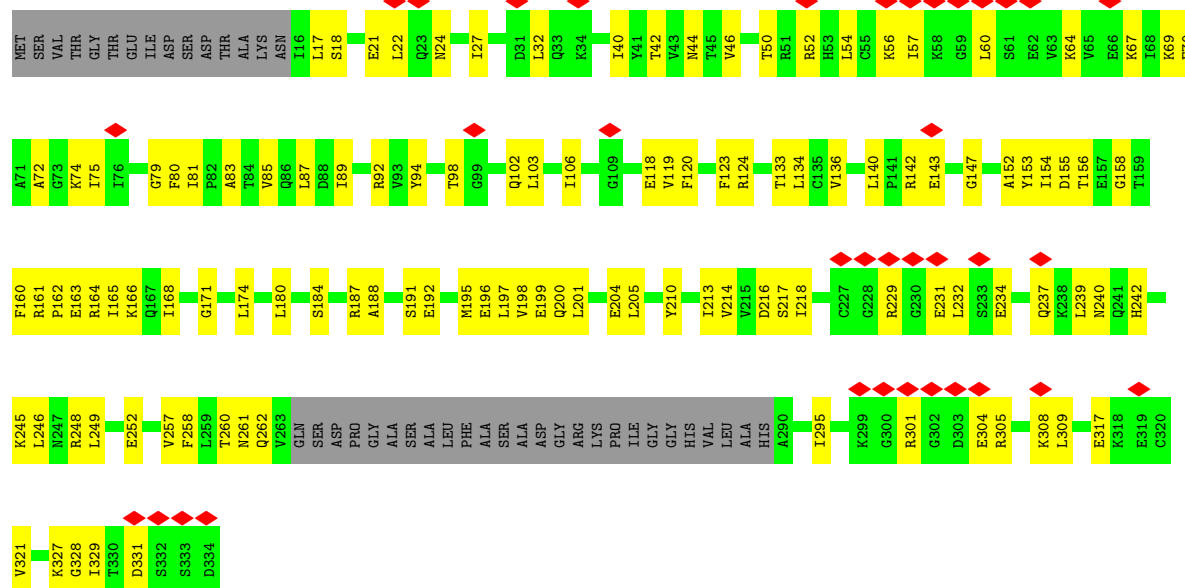 MET SER VAL THR GLY THR GLU ILE ASP SER ASP THR ALA LYS ASN I16 L17 S18 E21 L22 Q23 N24 I27 D31 L32 Q33 K34 I40 Y41 T42 V43 N44 T45 V46 T50 R51 R52 H53 L54 C55 K56 I57 K58 G59 L60 S61 E62 V63 K64 V65 E66 K67 I68 K69
A71 A72 G73 K74 I75 I76 G79 F80 I81 P82 A83 T84 V85 Q86 L87 D88 I89 R92 V93 Y94 T98 G99 Q102 L103 I106 G109 E118 V119 F120 F123 R124 T133 L134 C135 V136 L140 P141 R142 E143 G147 A152 Y153 I154 D155 T156 E157 G158 T159
F160 R161 P162 E163 R164 I165 K166 Q167 I168 G171 L174 L180 S184 R187 A188 S191 E192 M195 E196 L197 V198 E199 Q200 L201 E204 L205 Y210 I213 V214 V215 D216 S217 I218 C227 G228 R229 G230 E231 L232 S233 E234 Q237 K238 L239 N240 Q241 H242
K245 L246 N247 R248 L249 E252 V257 F258 L259 T260 N261 Q262 V263 GLN SER ASP PRO GLY ALA SER ALA LEU PHE ALA SER ALA ASP GLY ARG LYS PRO ILE GLY GLY HIS VAL LEU ALA HIS A290 I295 K299 G300 R301 G302 D303 E304 R305 K308 L309 E317 K318 E319 C320
V321 K327 G328 I329 T330 D331 S332 S333 D334